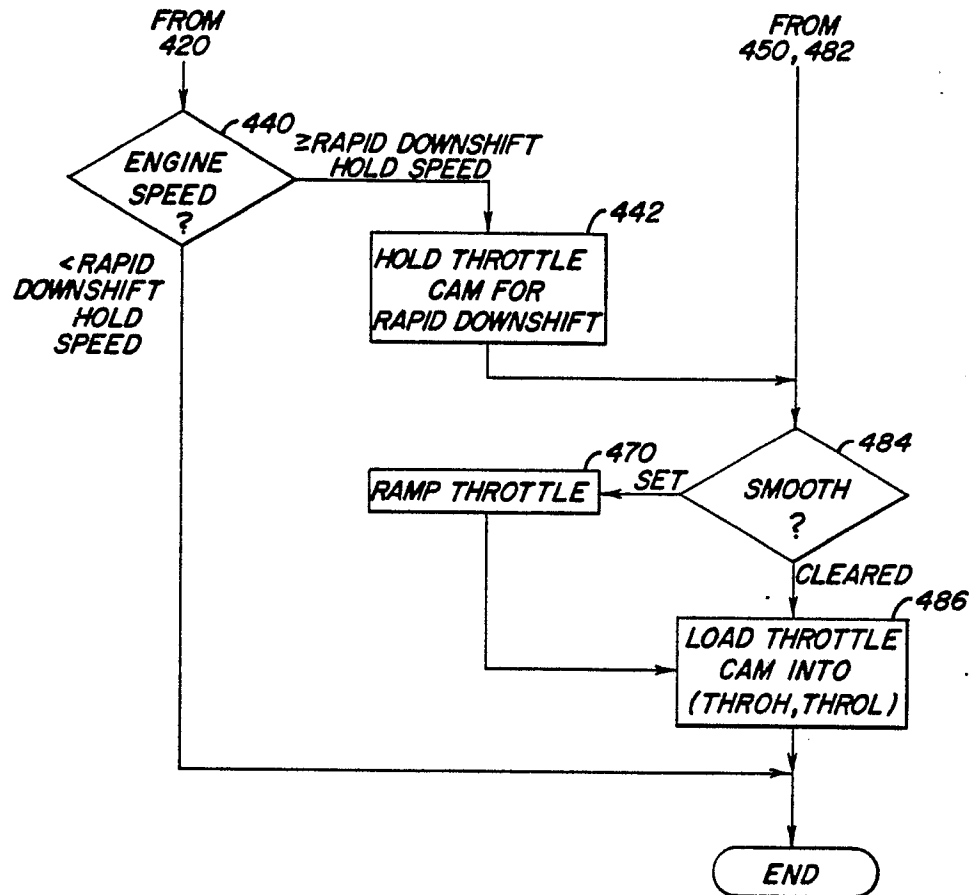 FROM
420
FROM
450, 482
440
ENGINE
SPEED
?
≥RAPID DOWNSHIFT
HOLD SPEED
442
HOLD THROTTLE
CAM FOR
RAPID DOWNSHIFT
<RAPID
DOWNSHIFT
HOLD
SPEED
484
SMOOTH
?
SET
470
RAMP THROTTLE
CLEARED
486
LOAD THROTTLE
CAM INTO
(THROH,THROL)
END